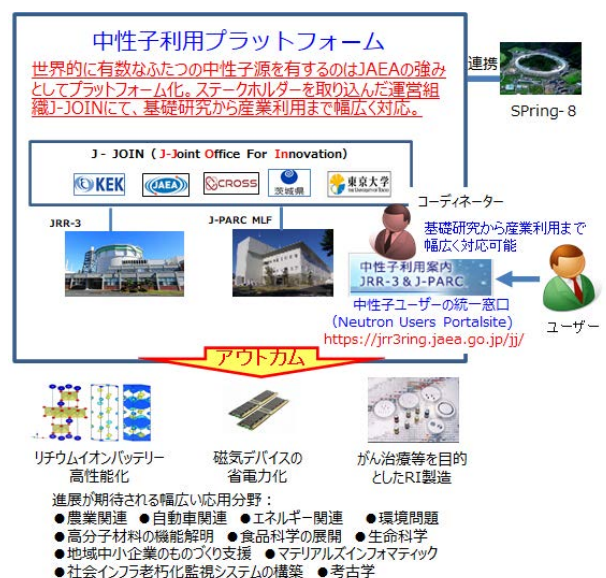 中性子利用プラットフォーム
世界的に有数なふたつの中性子源を有するのはJAEAの強み
としてプラットフォーム化。ステークホルダーを取り込んだ運営組
織J-JOINにて、基礎研究から産業利用まで幅広く対応。
連携
SPring-8
J- JOIN ( J-Joint Office For Innovation)
KEK
JAEA
CROSS
茨城県
東京大学
JRR-3
J-PARC MLF
コーディネーター
基礎研究から産業利用まで
幅広く対応可能
中性子利用案内
JRR-3 & J-PARC
中性子ユーザーの統一窓口
(Neutron Users Portalsite)
https://jrr3ring.jaea.go.jp/jj/
ユーザー
アウトカム
リチウムイオンバッテリー
高性能化
磁気デバイスの
省電力化
がん治療等を目的
としたRI製造
進展が期待される幅広い応用分野：
●農業関連 ●自動車関連 ●エネルギー関連 ●環境問題
●高分子材料の機能解明 ●食品科学の展開 ●生命科学
●地域中小企業のものづくり支援 ●マテリアルズインフォマティック
●社会インフラ老朽化監視システムの構築 ●考古学